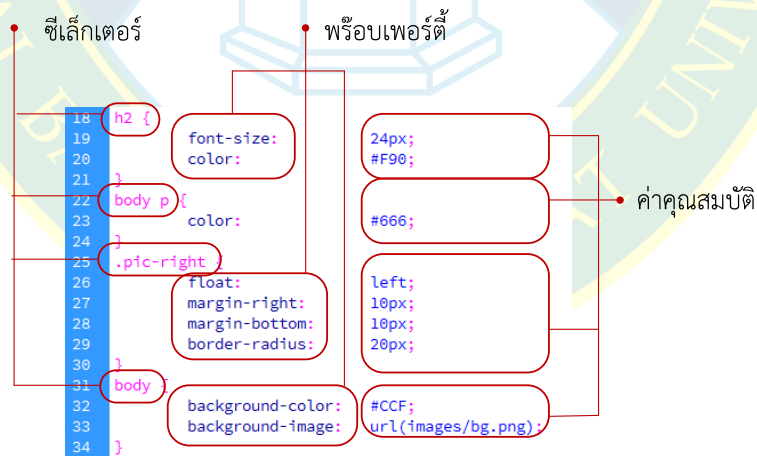 ซีเล็กเตอร์
พร๊อบเพอร์ตี้
18 h2 {
19 font-size: 24px;
20 color: #F90;
21 }
22 body p {
23 color: #666;
24 }
25 .pic-right {
26 float: left;
27 margin-right: 10px;
28 margin-bottom: 10px;
29 border-radius: 20px;
30 }
31 body {
32 background-color: #CCF;
33 background-image: url(images/bg.png);
34 }
ค่าคุณสมบัติ